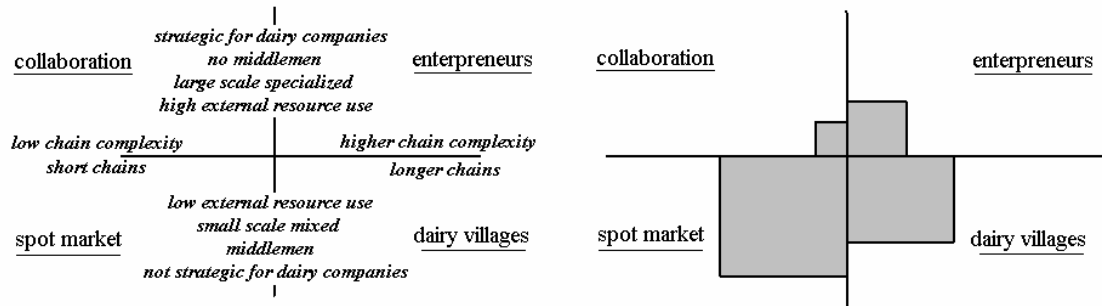 strategic for dairy companies
collaboration
no middlemen
enterpreneurs
large scale specialized
high external resource use
low chain complexity
higher chain complexity
short chains
longer chains
low external resource use
spot market
small scale mixed
dairy villages
middlemen
not strategic for dairy companies
collaboration
enterpreneurs
spot market
dairy villages